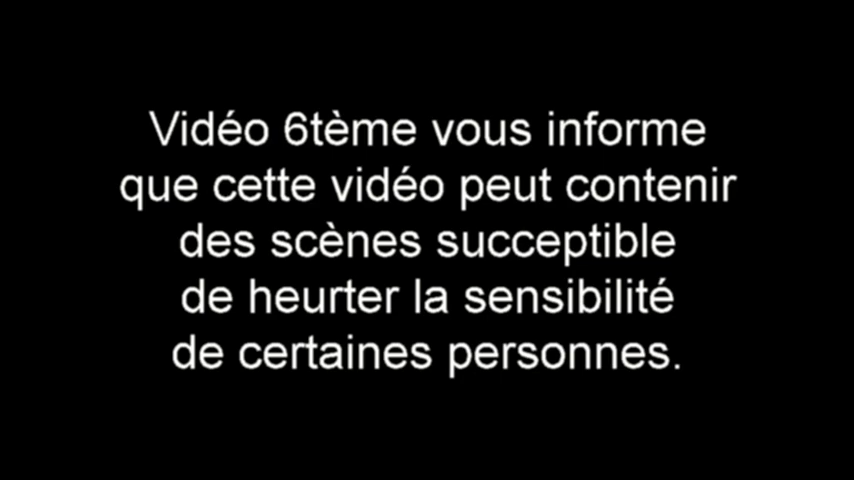 Vidéo 6tème vous informe
que cette vidéo peut contenir
des scènes succeptible
de heurter la sensibilité
de certaines personnes.